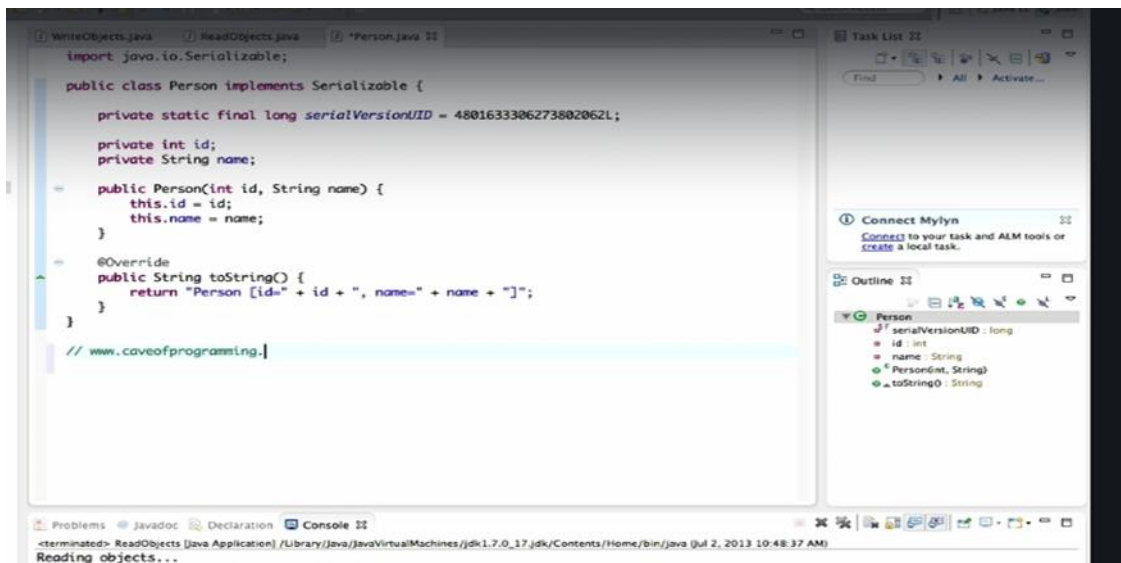 WriteObjects.java ReadObjects.java *Person.java
import java.io.Serializable;
public class Person implements Serializable {
private static final long serialVersionUID = 4801633306273802062L;
private int id;
private String name;
public Person(int id, String name) {
this.id = id;
this.name = name;
}
@Override
public String toString() {
return "Person [id=" + id + ", name=" + name + "]";
}
}
// www.caveofprogramming.
Task List
Find All Activate...
Connect Mylyn
Connect to your task and ALM tools or
create a local task.
Outline
Person
serialVersionUID : long
id : int
name : String
Person(int, String)
toString() : String
Problems Javadoc Declaration Console
<terminated> ReadObjects [Java Application] /Library/Java/JavaVirtualMachines/jdk1.7.0_17.jdk/Contents/Home/bin/java (Jul 2, 2013 10:48:37 AM)
Reading objects...